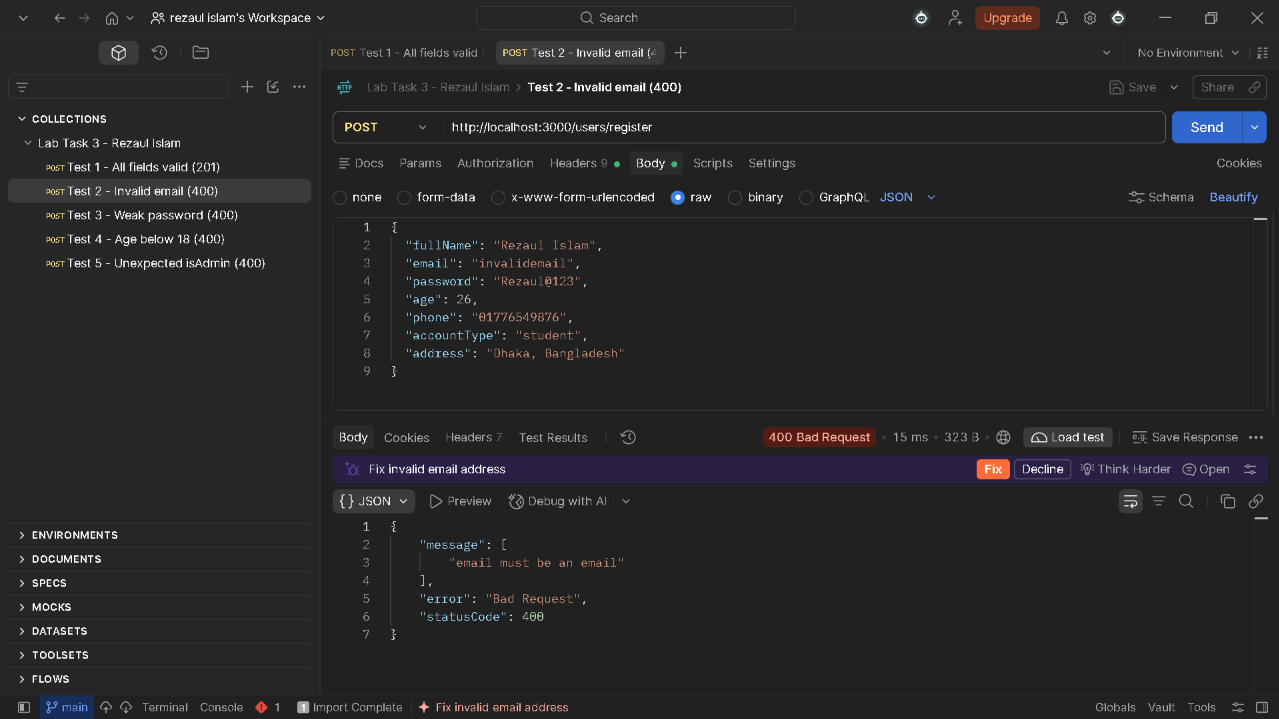 rezaul islam's Workspace
Search
Upgrade
POST Test 1 - All fields valid
POST Test 2 - Invalid email (4
No Environment
HTTP Lab Task 3 - Rezaul Islam > Test 2 - Invalid email (400)
Save
Share
COLLECTIONS
Lab Task 3 - Rezaul Islam
POST Test 1 - All fields valid (201)
POST Test 2 - Invalid email (400)
POST Test 3 - Weak password (400)
POST Test 4 - Age below 18 (400)
POST Test 5 - Unexpected isAdmin (400)
ENVIRONMENTS
DOCUMENTS
SPECS
MOCKS
DATASETS
TOOLSETS
FLOWS
POST http://localhost:3000/users/register Send
Docs Params Authorization Headers 9 Body Scripts Settings Cookies
none form-data x-www-form-urlencoded raw binary GraphQL JSON Schema Beautify
1 {
2 "fullName": "Rezaul Islam",
3 "email": "invalidemail",
4 "password": "Rezaul@123",
5 "age": 26,
6 "phone": "01776549876",
7 "accountType": "student",
8 "address": "Dhaka, Bangladesh"
9 }
Body Cookies Headers 7 Test Results 400 Bad Request • 15 ms • 323 B • Load test e.g. Save Response
Fix invalid email address Fix Decline Think Harder Open
{} JSON Preview Debug with AI
1 {
2 "message": [
3 "email must be an email"
4 ],
5 "error": "Bad Request",
6 "statusCode": 400
7 }
main Terminal Console 1 1 Import Complete Fix invalid email address Globals Vault Tools